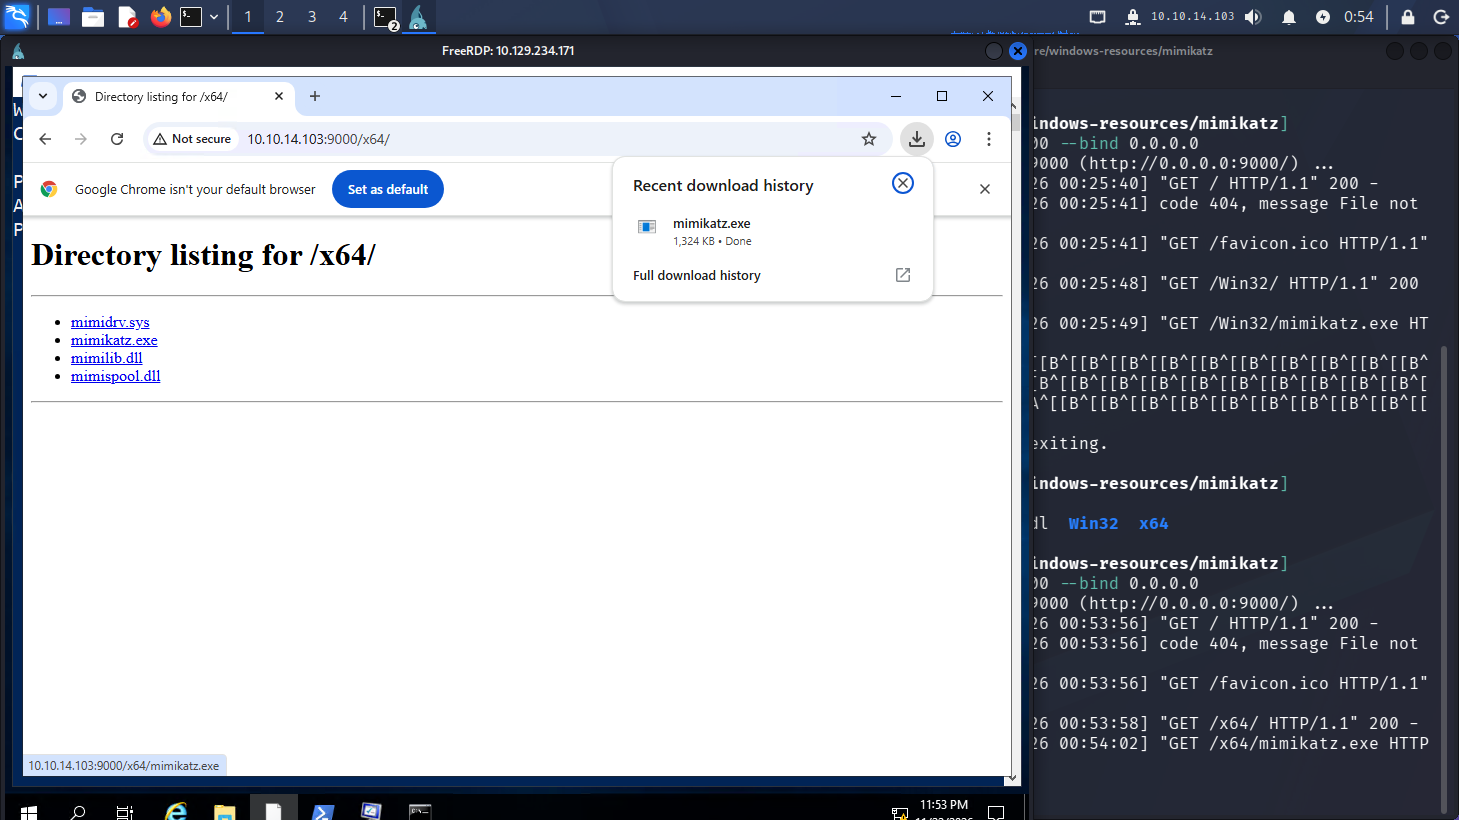 1 2 3 4 2 10.10.14.103 0:54
FreeRDP: 10.129.234.171
re/windows-resources/mimikatz
Directory listing for /x64/
Not secure 10.10.14.103:9000/x64/
Google Chrome isn't your default browser Set as default
Recent download history
mimikatz.exe
1,324 KB • Done
Full download history
Directory listing for /x64/
mimidrv.sys
mimikatz.exe
mimilib.dll
mimispool.dll
10.10.14.103:9000/x64/mimikatz.exe
11:53 PM
indows-resources/mimikatz]
00 --bind 0.0.0.0
9000 (http://0.0.0.0:9000/) ...
26 00:25:40] "GET / HTTP/1.1" 200 -
26 00:25:41] code 404, message File not
26 00:25:41] "GET /favicon.ico HTTP/1.1"
26 00:25:48] "GET /Win32/ HTTP/1.1" 200
26 00:25:49] "GET /Win32/mimikatz.exe HT
[[B^[[B^[[B^[[B^[[B^[[B^[[B^[[B^[[B^[[B^
[B^[[B^[[B^[[B^[[B^[[B^[[B^[[B^[[B^[[B^[
A^[[B^[[B^[[B^[[B^[[B^[[B^[[B^[[B^[[B^[[
exiting.
indows-resources/mimikatz]
dl Win32 x64
indows-resources/mimikatz]
00 --bind 0.0.0.0
9000 (http://0.0.0.0:9000/) ...
26 00:53:56] "GET / HTTP/1.1" 200 -
26 00:53:56] code 404, message File not
26 00:53:56] "GET /favicon.ico HTTP/1.1"
26 00:53:58] "GET /x64/ HTTP/1.1" 200 -
26 00:54:02] "GET /x64/mimikatz.exe HTTP